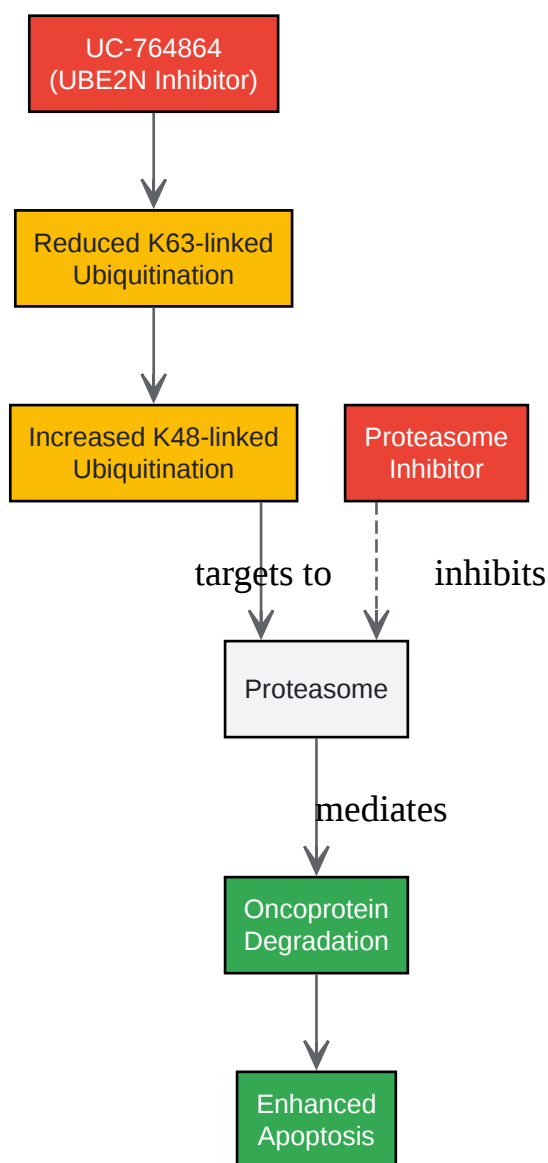 UC-764864
(UBE2N Inhibitor)
Reduced K63-linked
Ubiquitination
Increased K48-linked
Ubiquitination
Proteasome
Inhibitor
targets to
inhibits
Proteasome
mediates
Oncoprotein
Degradation
Enhanced
Apoptosis